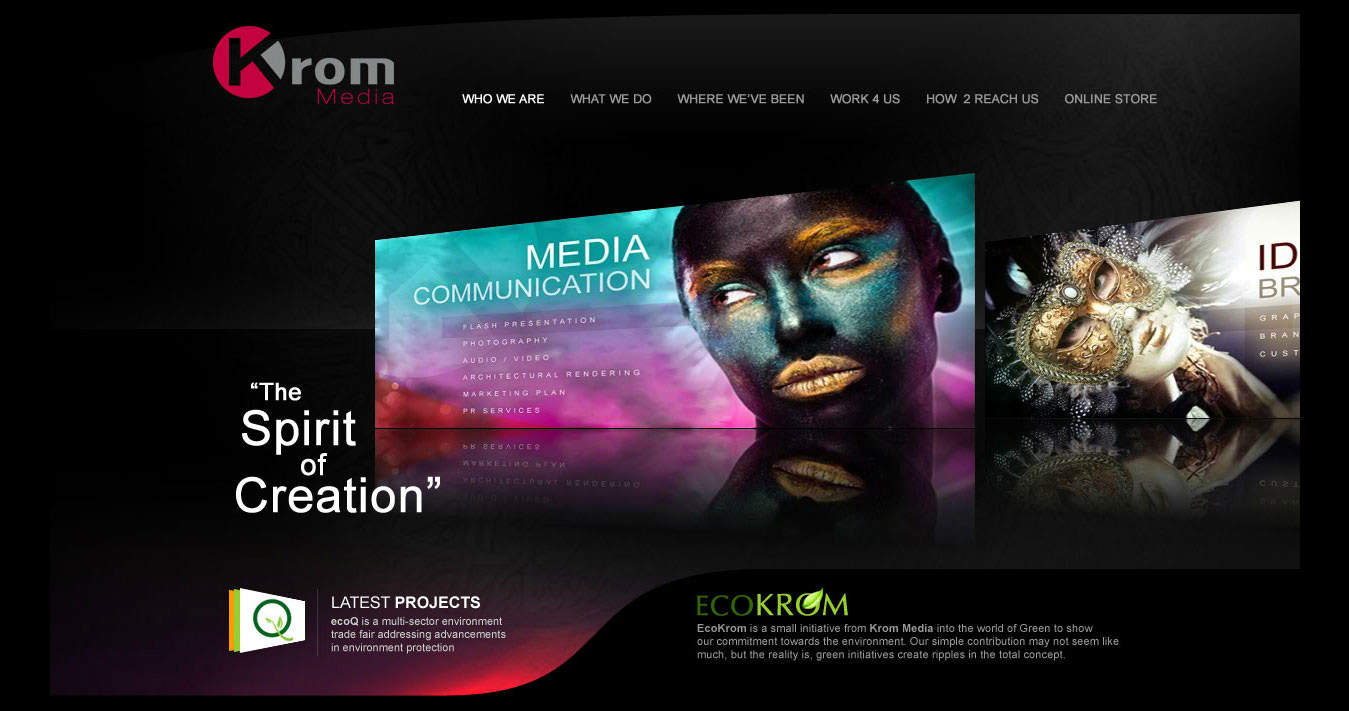 Krom
Media
WHO WE ARE
WHAT WE DO
WHERE WE'VE BEEN
WORK 4 US
HOW 2 REACH US
ONLINE STORE
MEDIA
COMMUNICATION
FLASH PRESENTATION
PHOTOGRAPHY
AUDIO / VIDEO
ARCHITECTURAL RENDERING
MARKETING PLAN
PR SERVICES
ID
BR
GRAP
BRAN
CUST
“The
Spirit
of
Creation”
Q
LATEST PROJECTS
ecoQ is a multi-sector environment
trade fair addressing advancements
in environment protection
ECOKROM
EcoKrom is a small initiative from Krom Media into the world of Green to show
our commitment towards the environment. Our simple contribution may not seem like
much, but the reality is, green initiatives create ripples in the total concept.